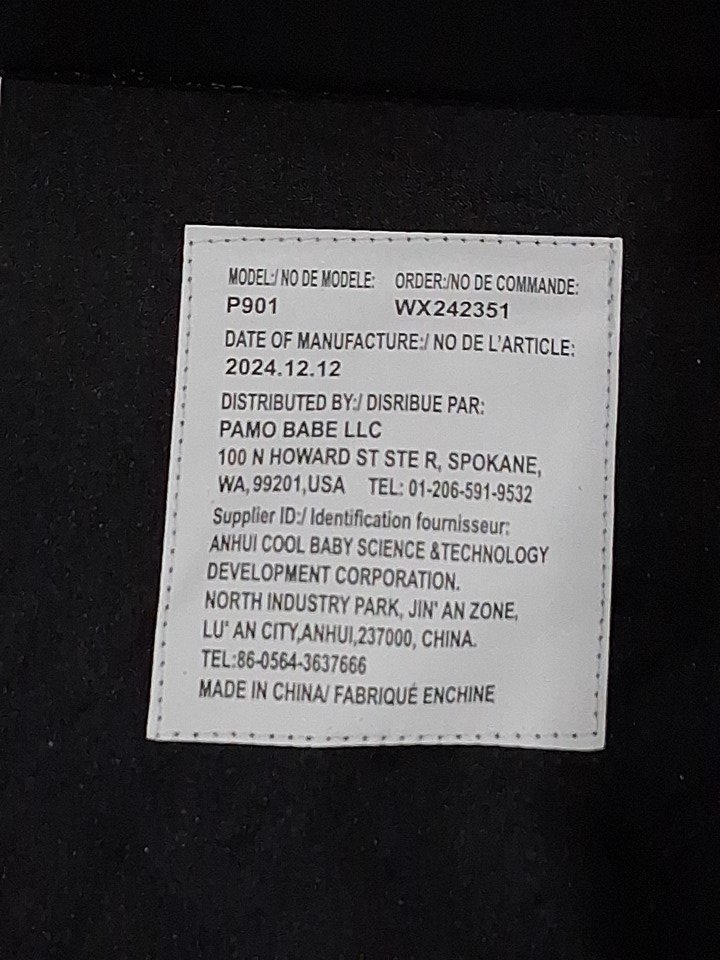 MODEL:/ NO DE MODELE: ORDER:/NO DE COMMANDE:
P901 WX242351
DATE OF MANUFACTURE:/ NO DE L'ARTICLE:
2024.12.12
DISTRIBUTED BY:/ DISRIBUE PAR:
PAMO BABE LLC
100 N HOWARD ST STE R, SPOKANE,
WA, 99201,USA TEL: 01-206-591-9532
Supplier ID:/ Identification fournisseur:
ANHUI COOL BABY SCIENCE &TECHNOLOGY
DEVELOPMENT CORPORATION.
NORTH INDUSTRY PARK, JIN' AN ZONE,
LU' AN CITY,ANHUI,237000, CHINA.
TEL:86-0564-3637666
MADE IN CHINA/ FABRIQUÉ ENCHINE